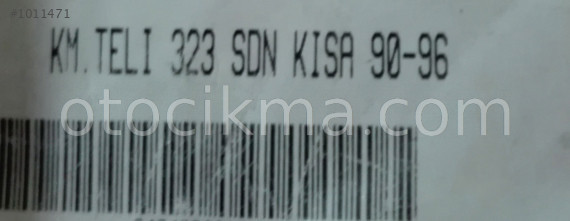 #1011471
KM.TELI 323 SDN KISA 90-96
otocikma.com